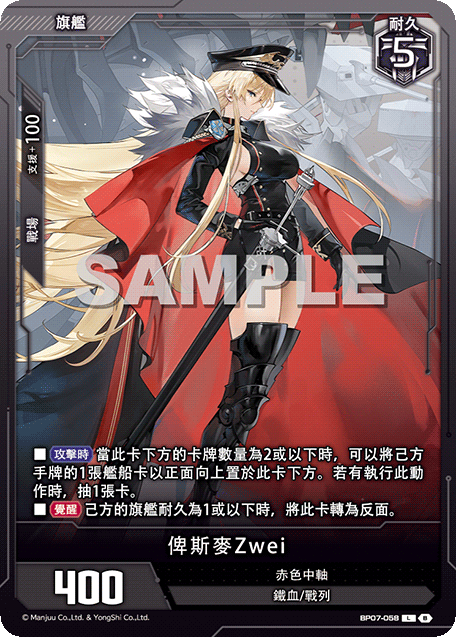 旗艦
耐久
5
支援+100
戰場
SAMPLE
■ 攻擊時 當此卡下方的卡牌數量為2或以下時，可以將己方
手牌的1張艦船卡以正面向上置於此卡下方。若有執行此動
作時，抽1張卡。
■ 覺醒 己方的旗艦耐久為1或以下時，將此卡轉為反面。
俾斯麥Zwei
400
赤色中軸
鐵血/戰列
© Manjuu Co.,Ltd. & YongShi Co.,Ltd.
BP07-058 L B